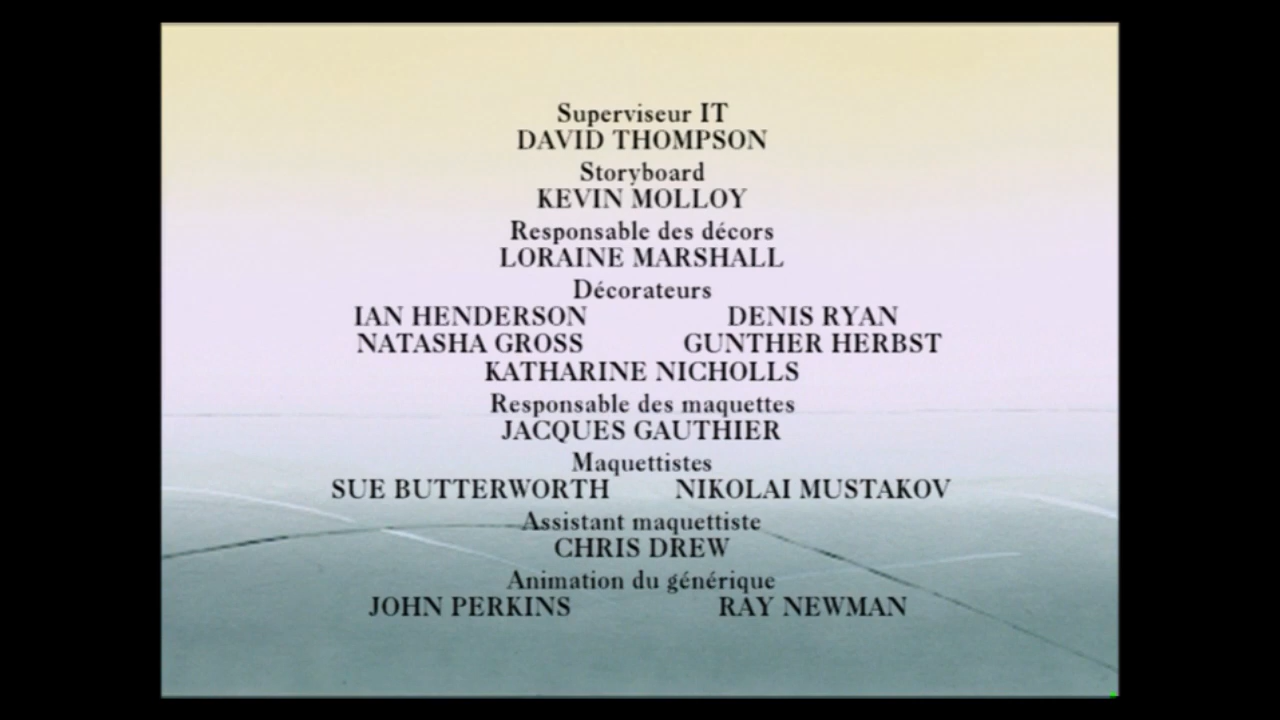 Superviseur IT
DAVID THOMPSON
Storyboard
KEVIN MOLLOY
Responsable des décors
LORAINE MARSHALL
Décorateurs
IAN HENDERSON DENIS RYAN
NATASHA GROSS GUNTHER HERBST
KATHARINE NICHOLLS
Responsable des maquettes
JACQUES GAUTHIER
Maquettistes
SUE BUTTERWORTH NIKOLAI MUSTAKOV
Assistant maquettiste
CHRIS DREW
Animation du générique
JOHN PERKINS RAY NEWMAN